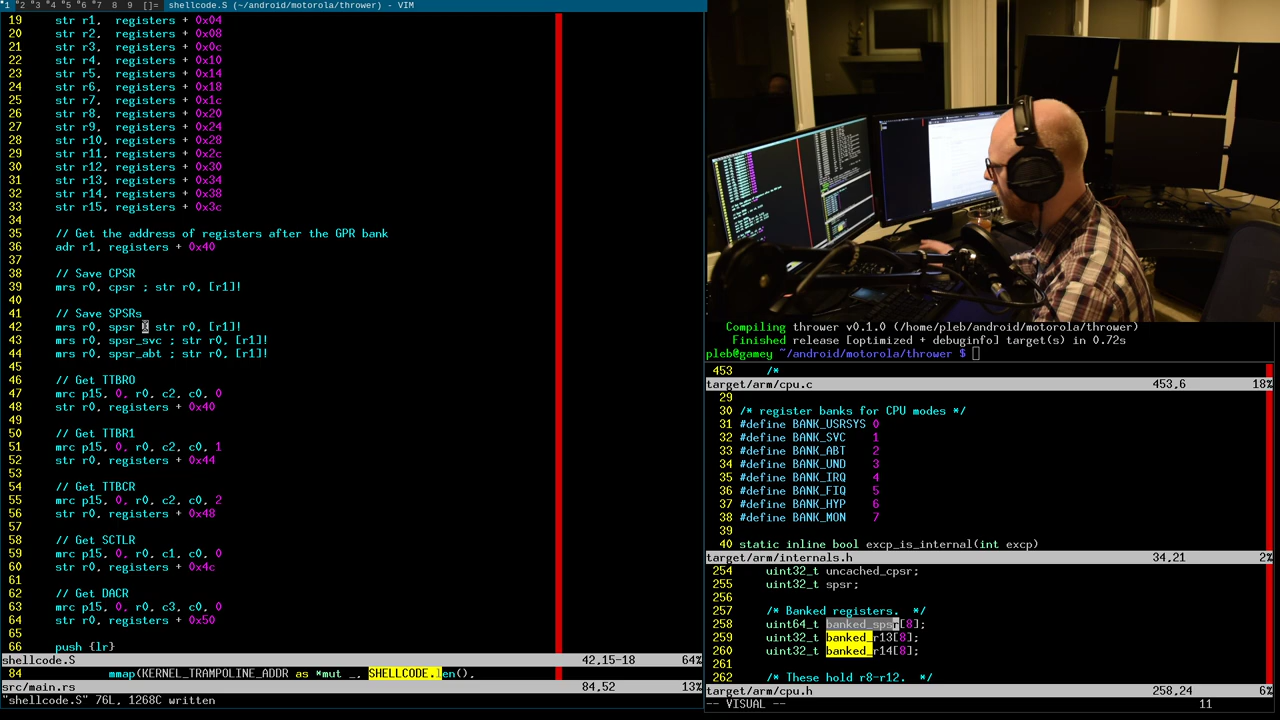 1 2 3 4 5 6 7 8 9 []= shellcode.S (~/android/motorola/thrower) - VIM
19 str r1, registers + 0x04
20 str r2, registers + 0x08
21 str r3, registers + 0x0c
22 str r4, registers + 0x10
23 str r5, registers + 0x14
24 str r6, registers + 0x18
25 str r7, registers + 0x1c
26 str r8, registers + 0x20
27 str r9, registers + 0x24
28 str r10, registers + 0x28
29 str r11, registers + 0x2c
30 str r12, registers + 0x30
31 str r13, registers + 0x34
32 str r14, registers + 0x38
33 str r15, registers + 0x3c
34
35 // Get the address of registers after the GPR bank
36 adr r1, registers + 0x40
37
38 // Save CPSR
39 mrs r0, cpsr ; str r0, [r1]!
40
41 // Save SPSRs
42 mrs r0, spsr ; str r0, [r1]!
43 mrs r0, spsr_svc ; str r0, [r1]!
44 mrs r0, spsr_abt ; str r0, [r1]!
45
46 // Get TTBR0
47 mrc p15, 0, r0, c2, c0, 0
48 str r0, registers + 0x40
49
50 // Get TTBR1
51 mrc p15, 0, r0, c2, c0, 1
52 str r0, registers + 0x44
53
54 // Get TTBCR
55 mrc p15, 0, r0, c2, c0, 2
56 str r0, registers + 0x48
57
58 // Get SCTLR
59 mrc p15, 0, r0, c1, c0, 0
60 str r0, registers + 0x4c
61
62 // Get DACR
63 mrc p15, 0, r0, c3, c0, 0
64 str r0, registers + 0x50
65
66 push {lr}
shellcode.S 42,15-18 64%
84 mmap(KERNEL_TRAMPOLINE_ADDR as *mut _, SHELLCODE.len(),
src/main.rs 84,52 13%
"shellcode.S" 76L, 1268C written
Compiling thrower v0.1.0 (/home/pleb/android/motorola/thrower)
Finished release [optimized + debuginfo] target(s) in 0.72s
pleb@gamey ~/android/motorola/thrower $
453 /*
target/arm/cpu.c 453,6 18%
29
30 /* register banks for CPU modes */
31 #define BANK_USRSYS 0
32 #define BANK_SVC 1
33 #define BANK_ABT 2
34 #define BANK_UND 3
35 #define BANK_IRQ 4
36 #define BANK_FIQ 5
37 #define BANK_HYP 6
38 #define BANK_MON 7
39
40 static inline bool excp_is_internal(int excp)
target/arm/internals.h 34,21 2%
254 uint32_t uncached_cpsr;
255 uint32_t spsr;
256
257 /* Banked registers. */
258 uint64_t banked_spsr[8];
259 uint32_t banked_r13[8];
260 uint32_t banked_r14[8];
261
262 /* These hold r8-r12. */
target/arm/cpu.h 258,24 6%
-- VISUAL -- 11